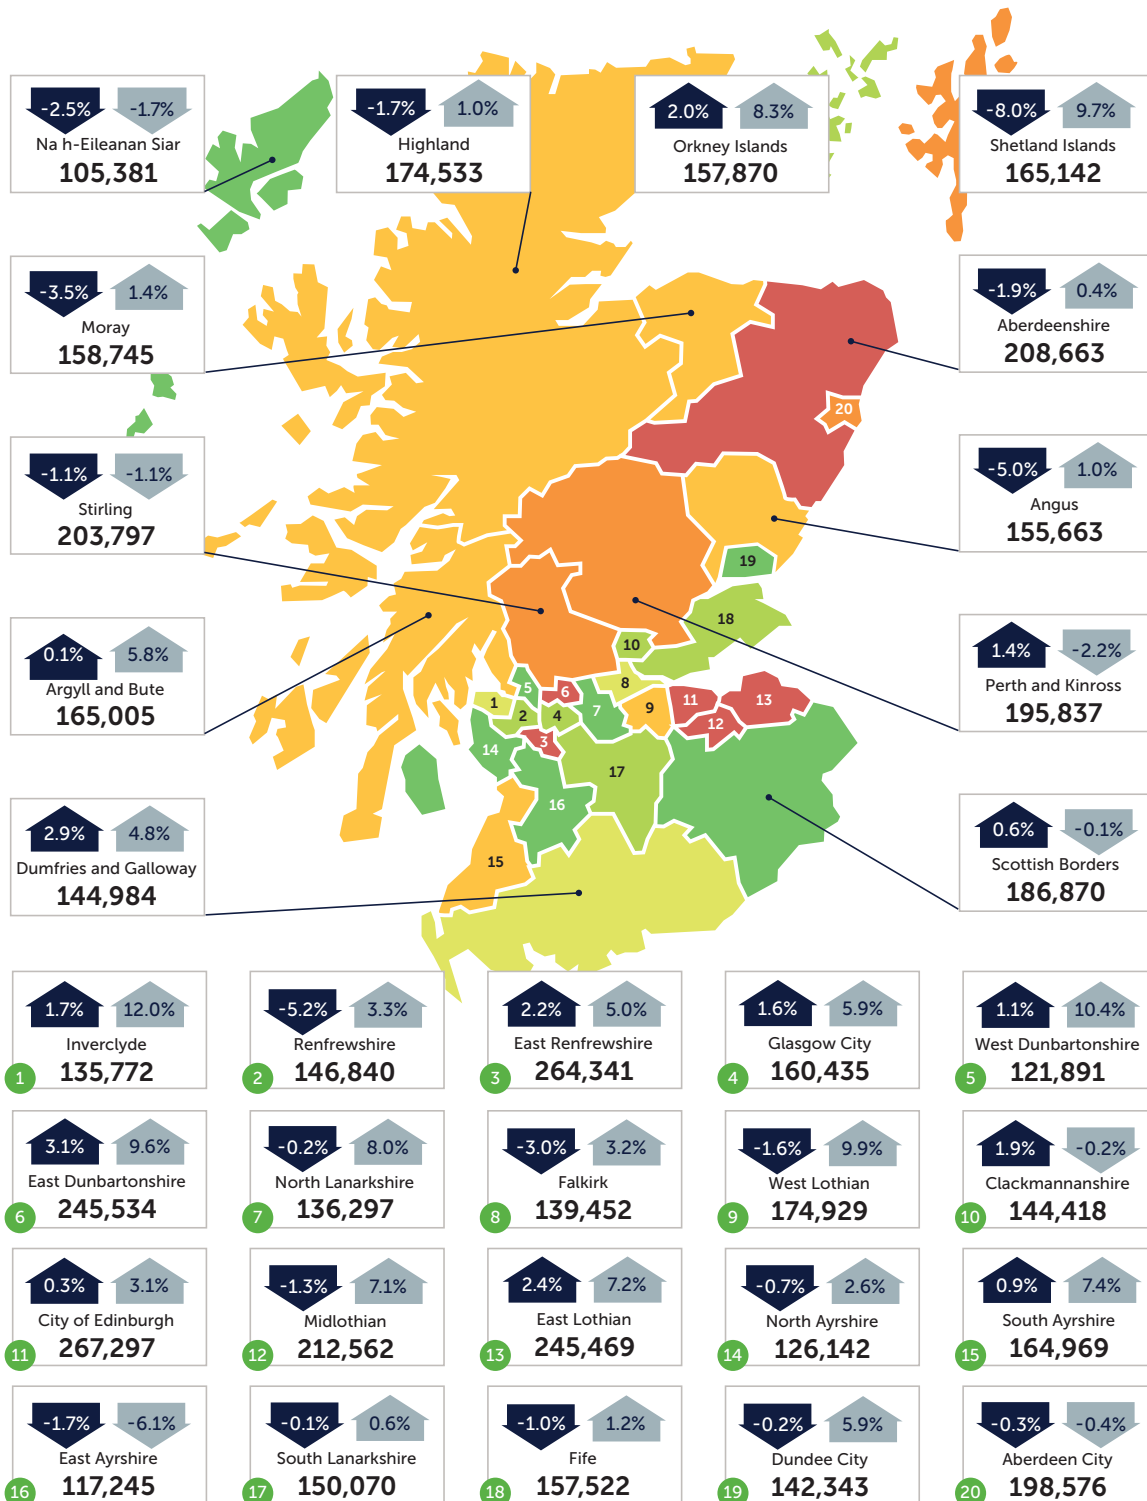 -2.5% -1.7%
Na h-Eileanan Siar
105,381
-1.7% 1.0%
Highland
174,533
2.0% 8.3%
Orkney Islands
157,870
-8.0% 9.7%
Shetland Islands
165,142
-3.5% 1.4%
Moray
158,745
-1.9% 0.4%
Aberdeenshire
208,663
-1.1% -1.1%
Stirling
203,797
-5.0% 1.0%
Angus
155,663
0.1% 5.8%
Argyll and Bute
165,005
1.4% -2.2%
Perth and Kinross
195,837
2.9% 4.8%
Dumfries and Galloway
144,984
0.6% -0.1%
Scottish Borders
186,870
20
19
18
10
5
6
8
1
2
4
7
9
11
13
12
3
14
17
16
15
1.7% 12.0%
Inverclyde
1 135,772
-5.2% 3.3%
Renfrewshire
2 146,840
2.2% 5.0%
East Renfrewshire
3 264,341
1.6% 5.9%
Glasgow City
4 160,435
1.1% 10.4%
West Dunbartonshire
5 121,891
3.1% 9.6%
East Dunbartonshire
6 245,534
-0.2% 8.0%
North Lanarkshire
7 136,297
-3.0% 3.2%
Falkirk
8 139,452
-1.6% 9.9%
West Lothian
9 174,929
1.9% -0.2%
Clackmannanshire
10 144,418
0.3% 3.1%
City of Edinburgh
11 267,297
-1.3% 7.1%
Midlothian
12 212,562
2.4% 7.2%
East Lothian
13 245,469
-0.7% 2.6%
North Ayrshire
14 126,142
0.9% 7.4%
South Ayrshire
15 164,969
-1.7% -6.1%
East Ayrshire
16 117,245
-0.1% 0.6%
South Lanarkshire
17 150,070
-1.0% 1.2%
Fife
18 157,522
-0.2% 5.9%
Dundee City
19 142,343
-0.3% -0.4%
Aberdeen City
20 198,576